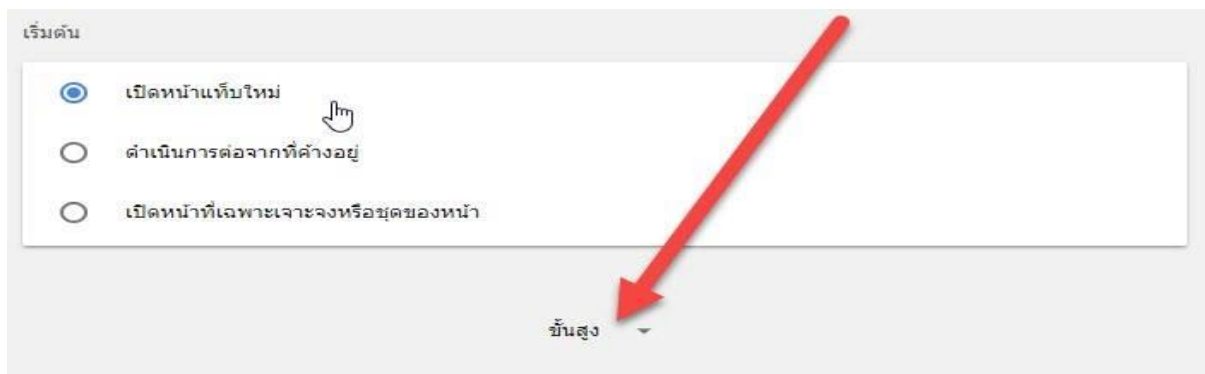 เริ่มต้น
เปิดหน้าแท็บใหม่
ดำเนินการต่อจากที่ค้างอยู่
เปิดหน้าที่เฉพาะเจาะจงหรือชุดของหน้า
ขั้นสูง